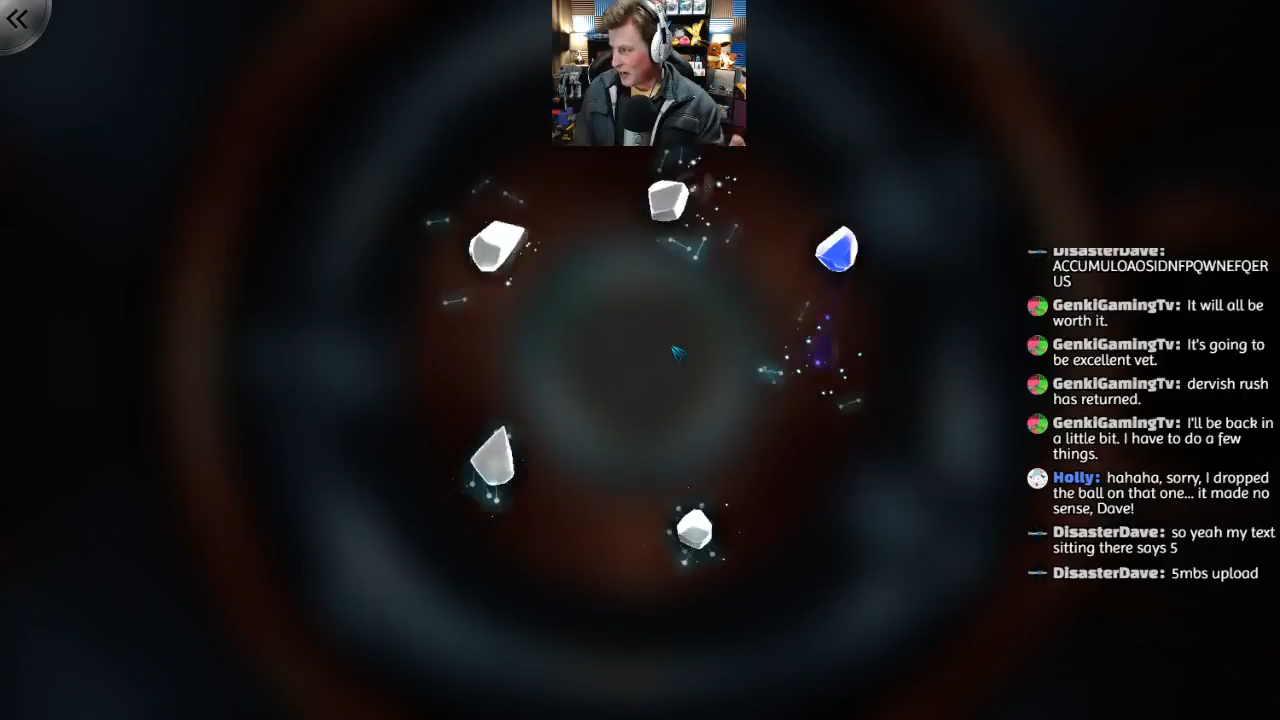 DisasterDave:
ACCUMULOAOSIDNFPQWNEFQER
US
GenkiGamingTv: It will all be
worth it.
GenkiGamingTv: It's going to
be excellent vet.
GenkiGamingTv: dervish rush
has returned.
GenkiGamingTv: I'll be back in
a little bit. I have to do a few
things.
Holly: hahaha, sorry, I dropped
the ball on that one... it made no
sense, Dave!
DisasterDave: so yeah my text
sitting there says 5
DisasterDave: 5mbs upload